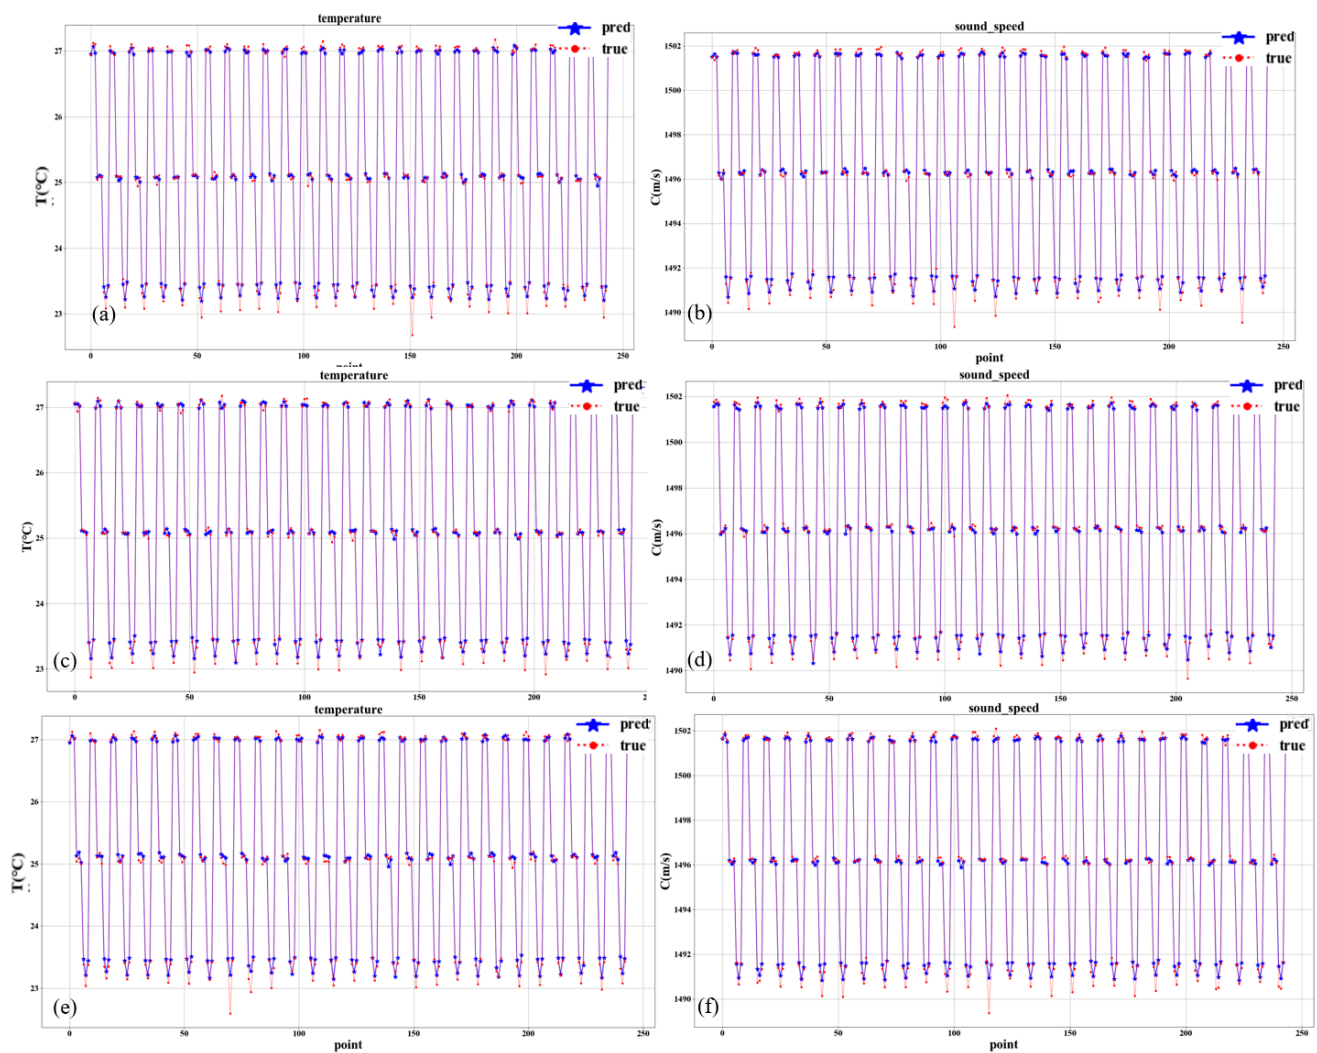 temperature
pred
true
27
26
25
24
23
T(°C)
(a)
0
50
100
150
200
250
sound_speed
pred
true
1502
1500
1498
1496
1494
1492
1490
C(m/s)
(b)
0
50
100
150
200
250
point
temperature
pred
true
27
26
25
24
23
T(°C)
(c)
0
50
100
150
200
2
sound_speed
pred
true
1502
1500
1498
1496
1494
1492
1490
C(m/s)
(d)
0
50
100
150
200
250
temperature
pred
true
27
26
25
24
23
T(°C)
(e)
0
50
100
150
200
250
point
sound_speed
pred
true
1502
1500
1498
1496
1494
1492
1490
C(m/s)
(f)
0
50
100
150
200
250
point